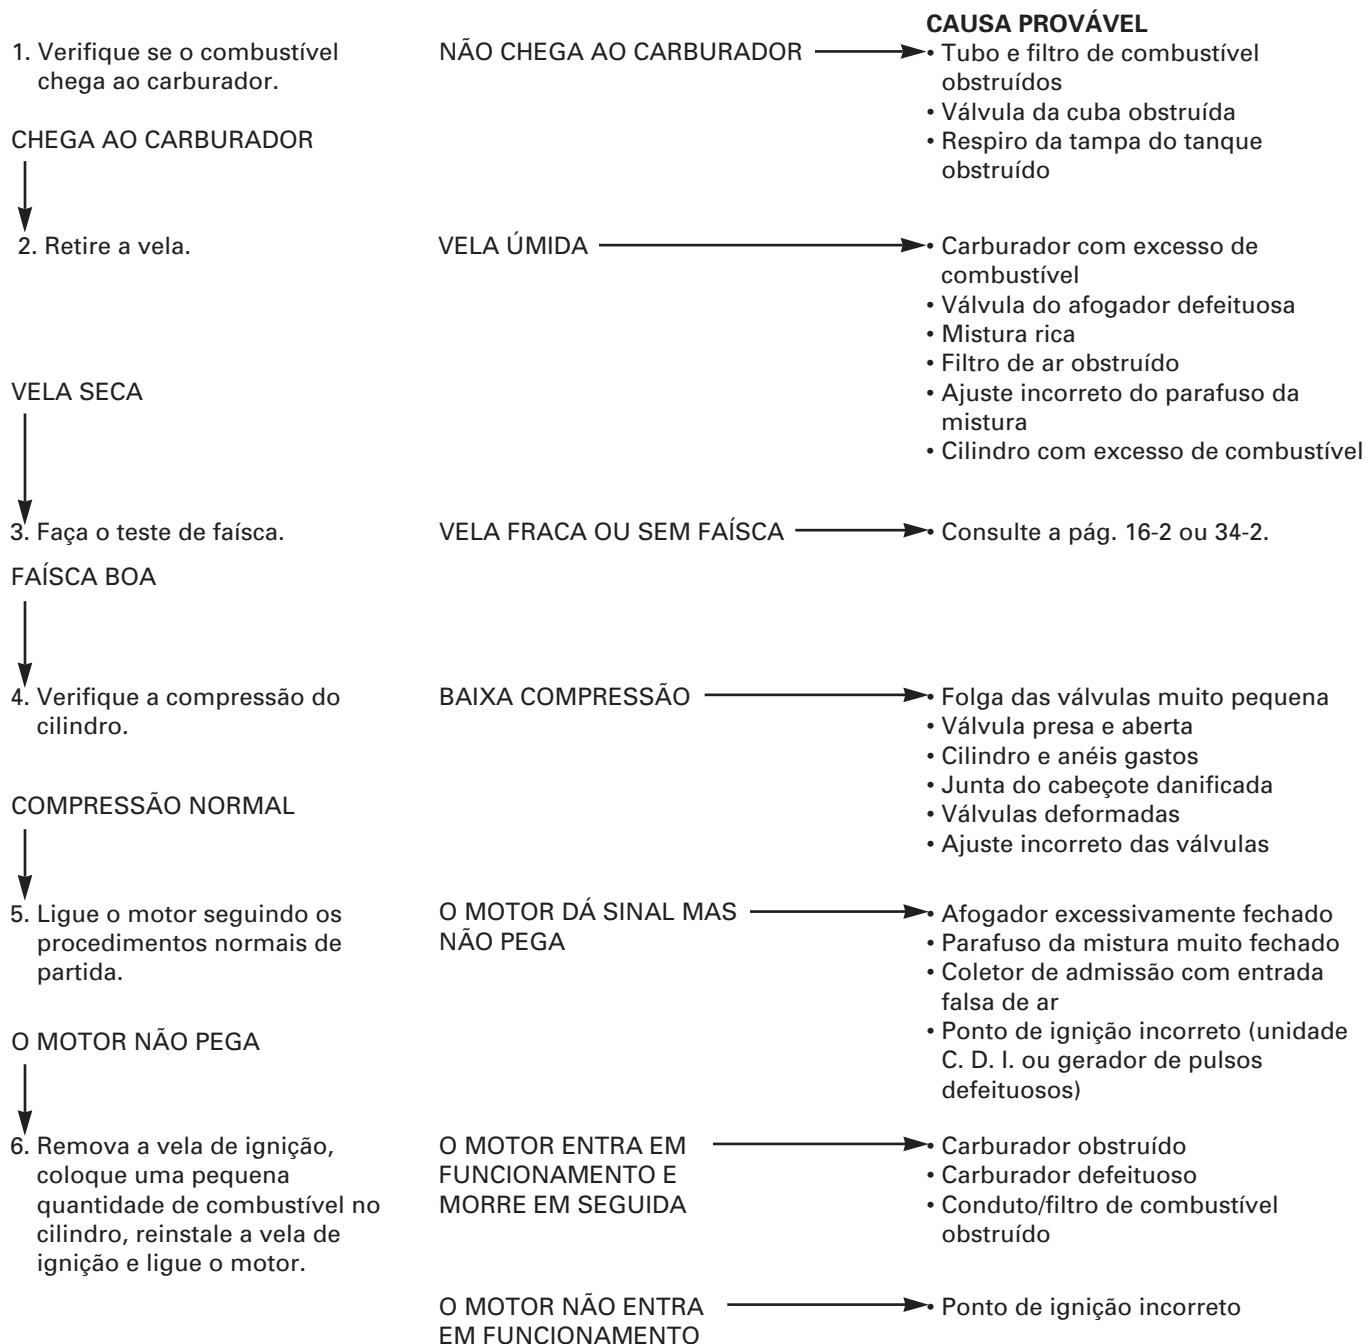 CAUSA PROVÁVEL
1. Verifique se o combustível
chega ao carburador.
NÃO CHEGA AO CARBURADOR
• Tubo e filtro de combustível
obstruídos
• Válvula da cuba obstruída
• Respiro da tampa do tanque
obstruído
CHEGA AO CARBURADOR
2. Retire a vela.
VELA ÚMIDA
• Carburador com excesso de
combustível
• Válvula do afogador defeituosa
• Mistura rica
• Filtro de ar obstruído
• Ajuste incorreto do parafuso da
mistura
• Cilindro com excesso de combustível
VELA SECA
3. Faça o teste de faísca.
VELA FRACA OU SEM FAÍSCA
• Consulte a pág. 16-2 ou 34-2.
FAÍSCA BOA
4. Verifique a compressão do
cilindro.
BAIXA COMPRESSÃO
• Folga das válvulas muito pequena
• Válvula presa e aberta
• Cilindro e anéis gastos
• Junta do cabeçote danificada
• Válvulas deformadas
• Ajuste incorreto das válvulas
COMPRESSÃO NORMAL
5. Ligue o motor seguindo os
procedimentos normais de
partida.
O MOTOR DÁ SINAL MAS
NÃO PEGA
• Afogador excessivamente fechado
• Parafuso da mistura muito fechado
• Coletor de admissão com entrada
falsa de ar
• Ponto de ignição incorreto (unidade
C. D. I. ou gerador de pulsos
defeituosos)
O MOTOR NÃO PEGA
6. Remova a vela de ignição,
coloque uma pequena
quantidade de combustível no
cilindro, reinstale a vela de
ignição e ligue o motor.
O MOTOR ENTRA EM
FUNCIONAMENTO E
MORRE EM SEGUIDA
• Carburador obstruído
• Carburador defeituoso
• Conduto/filtro de combustível
obstruído
O MOTOR NÃO ENTRA
EM FUNCIONAMENTO
• Ponto de ignição incorreto